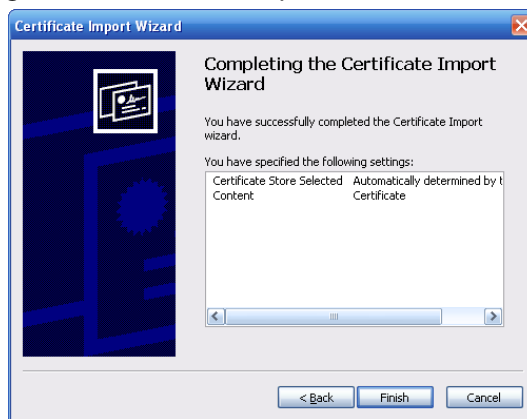 Certificate Import Wizard
Completing the Certificate Import
Wizard
You have successfully completed the Certificate Import
wizard.
You have specified the following settings:
Certificate Store Selected Automatically determined by t
Content Certificate
< Back Finish Cancel